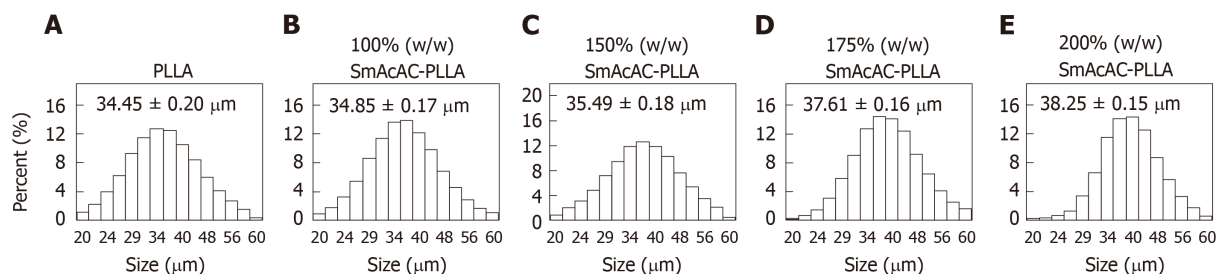 A
PLLA
34.45 ± 0.20 μm
Percent (%)
16
12
8
4
0
20 24 29 34 40 48 56 60
Size (μm)
B
100% (w/w)
SmAcAC-PLLA
34.85 ± 0.17 μm
16
12
8
4
0
20 24 29 34 40 48 56 60
Size (μm)
C
150% (w/w)
SmAcAC-PLLA
35.49 ± 0.18 μm
20
16
12
8
4
0
20 24 29 34 40 48 56 60
Size (μm)
D
175% (w/w)
SmAcAC-PLLA
37.61 ± 0.16 μm
16
12
8
4
0
20 24 29 34 40 48 56 60
Size (μm)
E
200% (w/w)
SmAcAC-PLLA
38.25 ± 0.15 μm
16
12
8
4
0
20 24 29 34 40 48 56 60
Size (μm)